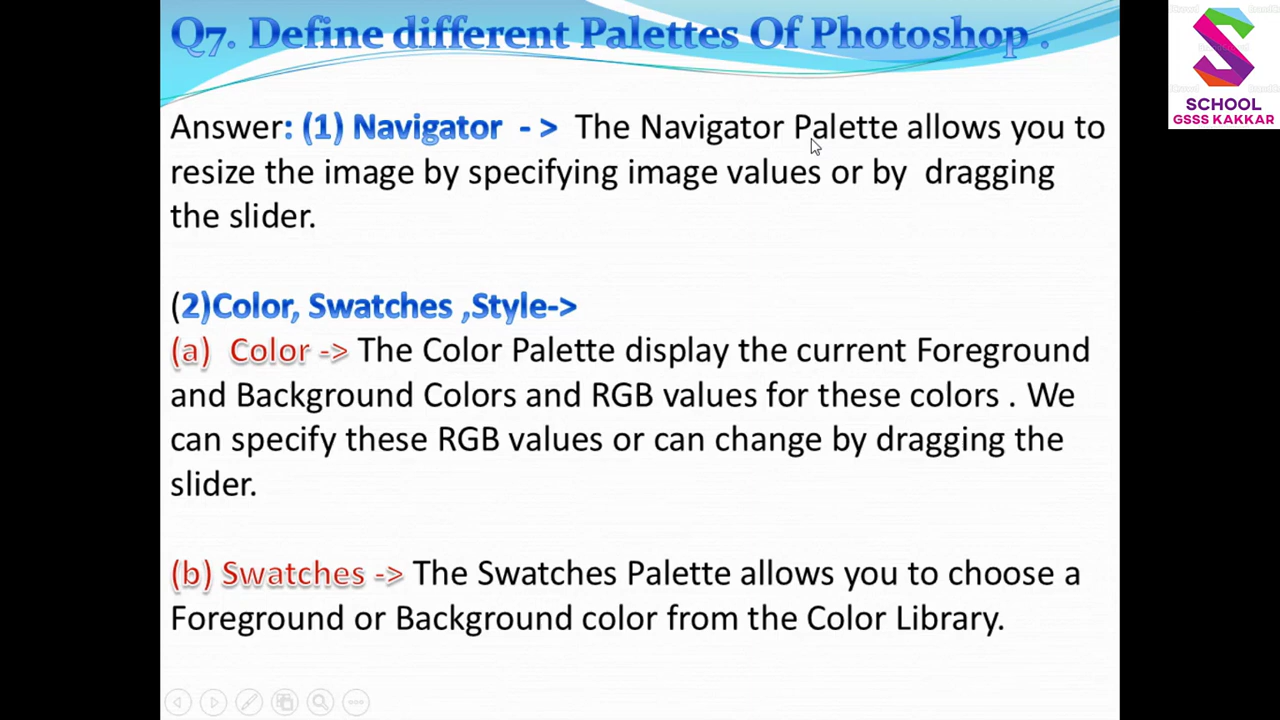 Q7. Define different Palettes Of Photoshop .
SCHOOL
GSSS KAKKAR
Answer: (1) Navigator - > The Navigator Palette allows you to
resize the image by specifying image values or by dragging
the slider.
(2)Color, Swatches ,Style->
(a) Color -> The Color Palette display the current Foreground
and Background Colors and RGB values for these colors . We
can specify these RGB values or can change by dragging the
slider.
(b) Swatches -> The Swatches Palette allows you to choose a
Foreground or Background color from the Color Library.